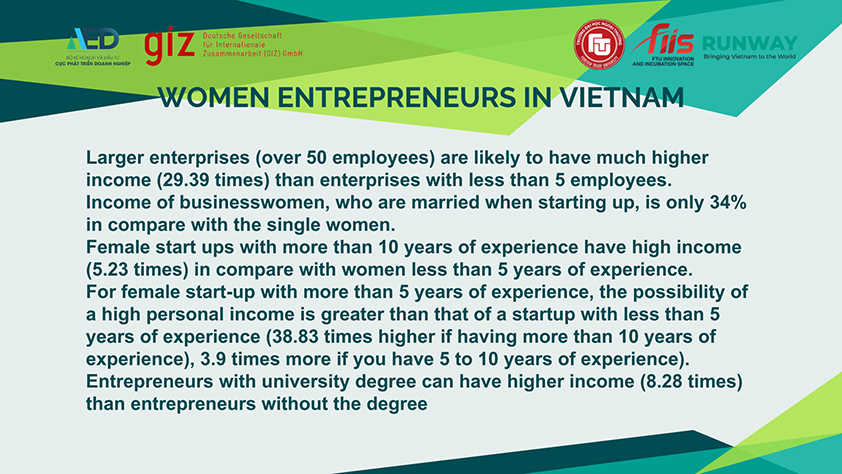 AED
BỘ KẾ HOẠCH VÀ ĐẦU TƯ
CỤC PHÁT TRIỂN DOANH NGHIỆP
giz
Deutsche Gesellschaft
für Internationale
Zusammenarbeit (GIZ) GmbH
TRƯỜNG ĐẠI HỌC NGOẠI THƯƠNG
FTU
FOREIGN TRADE UNIVERSITY
fiis
FTU INNOVATION
AND INCUBATION SPACE
RUNWAY
Bringing Vietnam to the World
WOMEN ENTREPRENEURS IN VIETNAM
Larger enterprises (over 50 employees) are likely to have much higher
income (29.39 times) than enterprises with less than 5 employees.
Income of businesswomen, who are married when starting up, is only 34%
in compare with the single women.
Female start ups with more than 10 years of experience have high income
(5.23 times) in compare with women less than 5 years of experience.
For female start-up with more than 5 years of experience, the possibility of
a high personal income is greater than that of a startup with less than 5
years of experience (38.83 times higher if having more than 10 years of
experience), 3.9 times more if you have 5 to 10 years of experience).
Entrepreneurs with university degree can have higher income (8.28 times)
than entrepreneurs without the degree